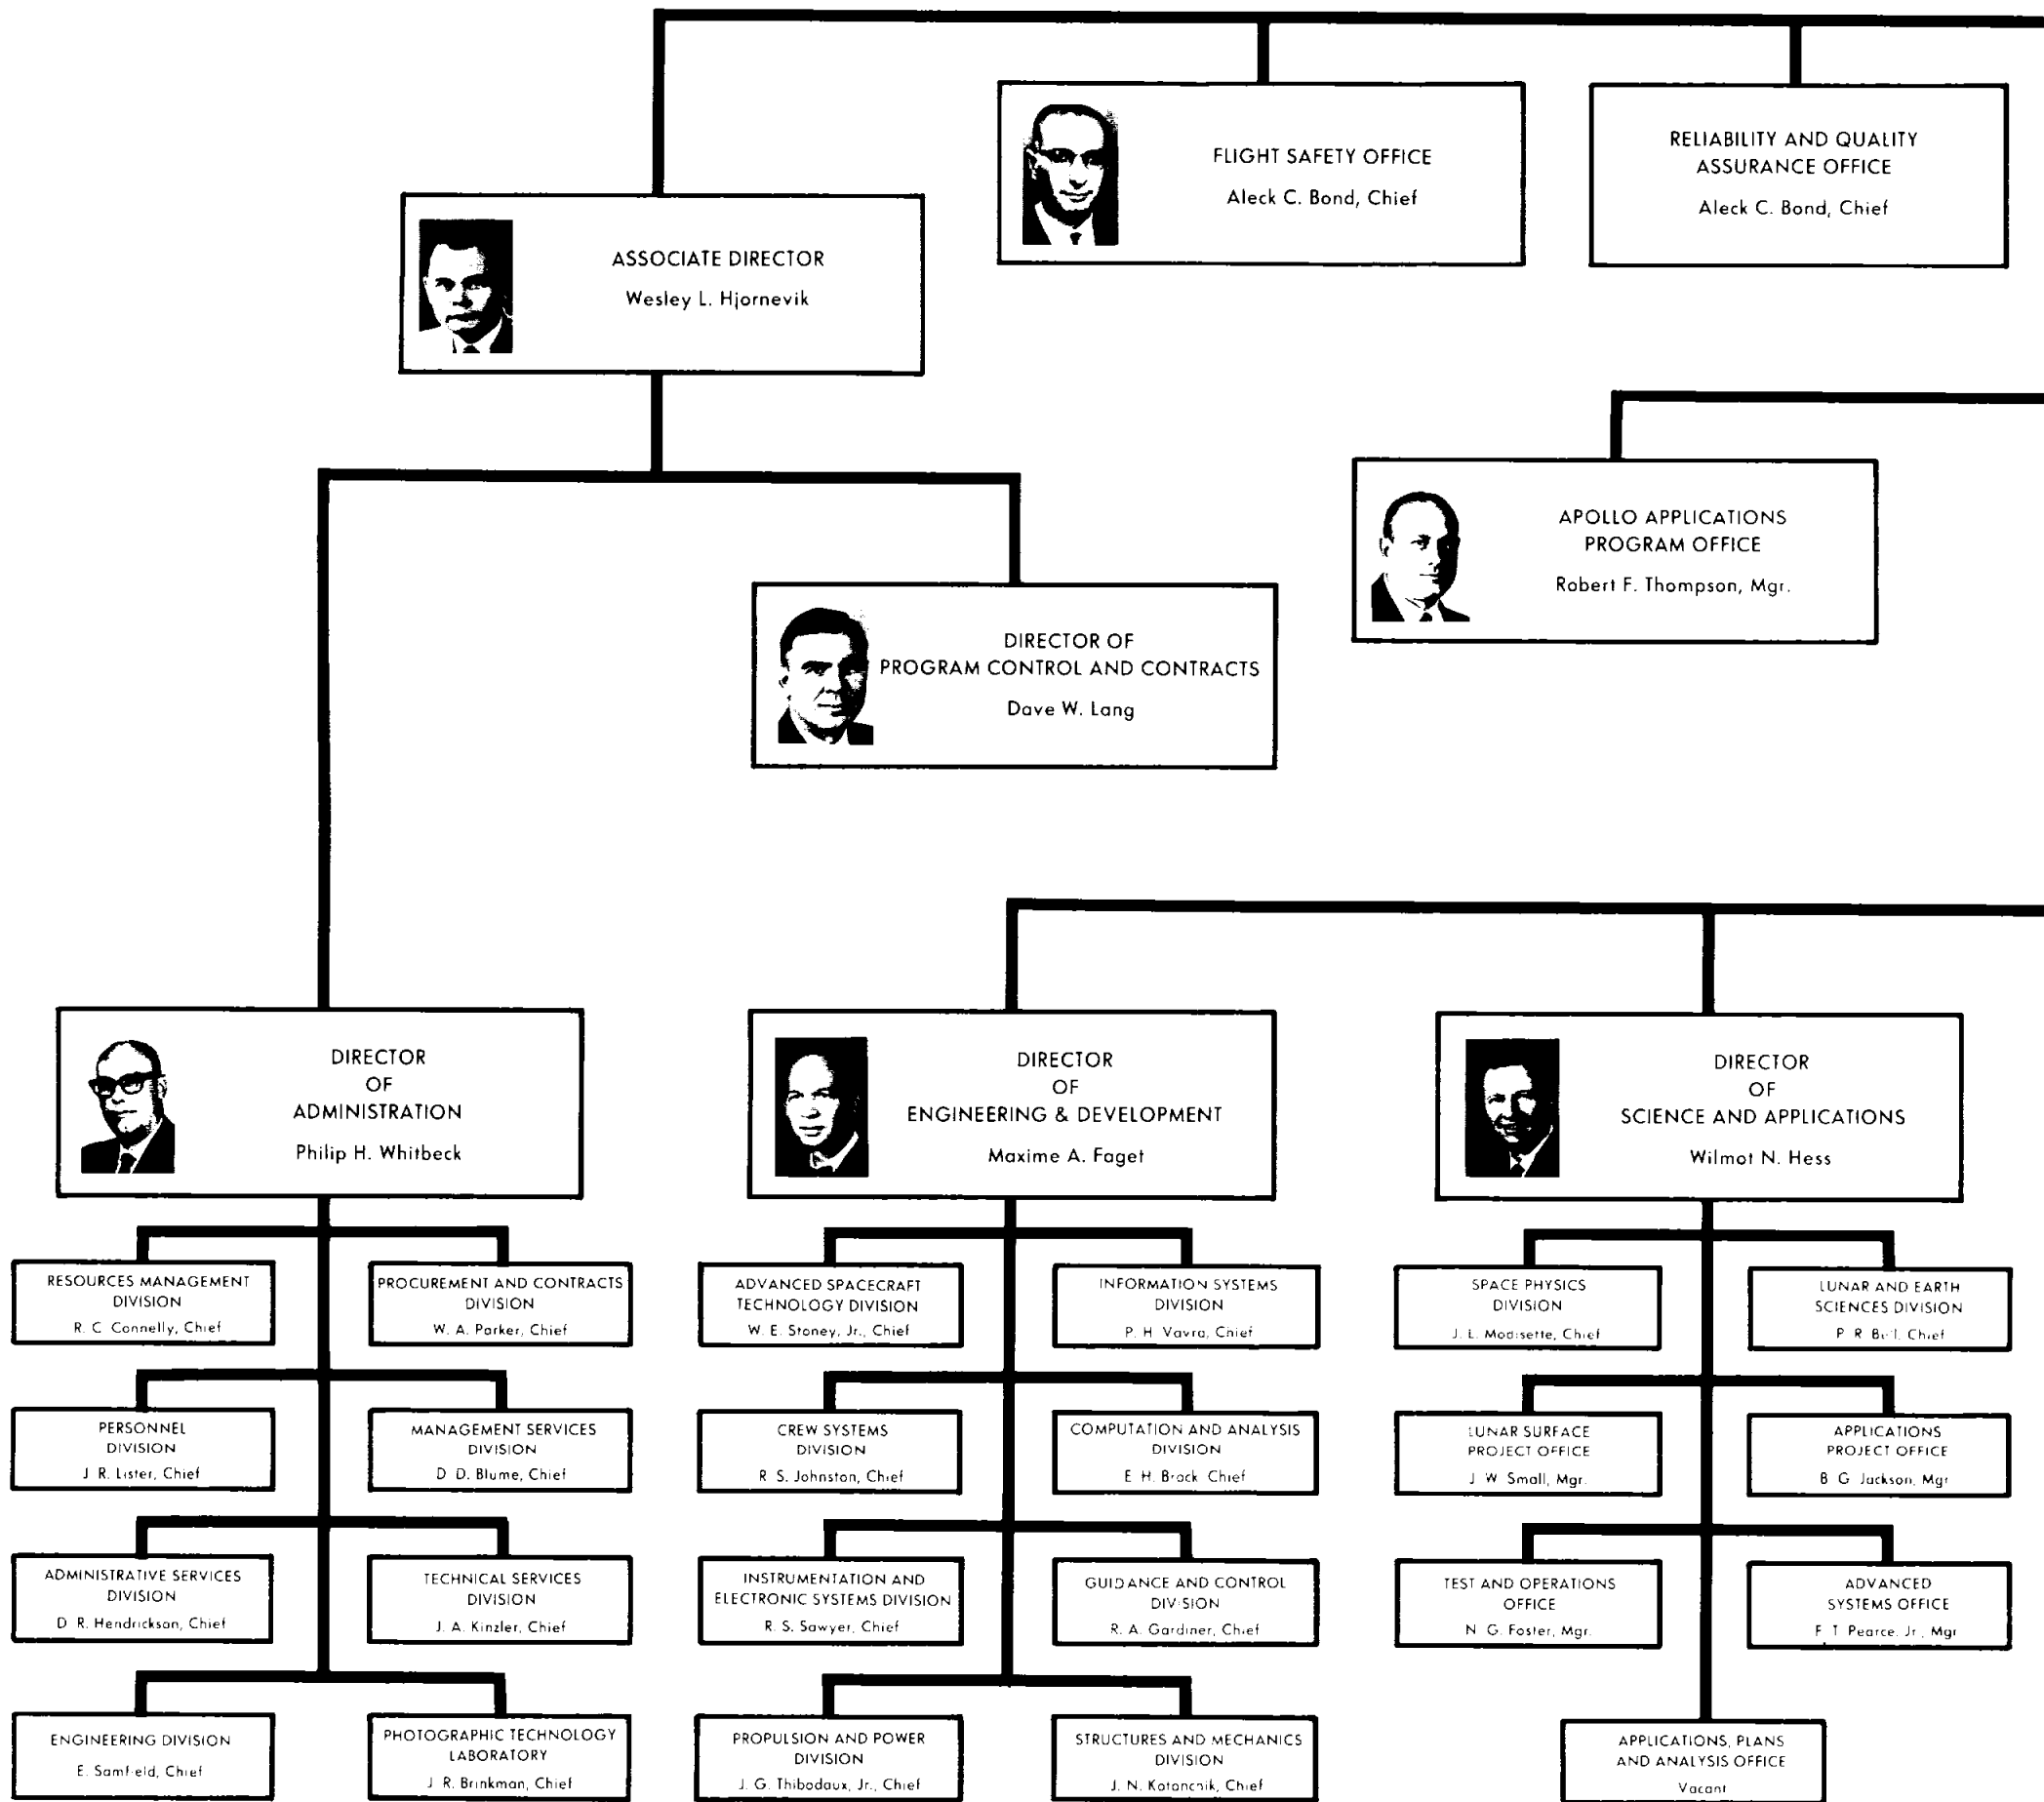 FLIGHT SAFETY OFFICE
Aleck C. Bond, Chief
RELIABILITY AND QUALITY
ASSURANCE OFFICE
Aleck C. Bond, Chief
ASSOCIATE DIRECTOR
Wesley L. Hjornevik
APOLLO APPLICATIONS
PROGRAM OFFICE
Robert F. Thompson, Mgr.
DIRECTOR OF
PROGRAM CONTROL AND CONTRACTS
Dave W. Lang
DIRECTOR
OF
ADMINISTRATION
Philip H. Whitbeck
DIRECTOR
OF
ENGINEERING & DEVELOPMENT
Maxime A. Faget
DIRECTOR
OF
SCIENCE AND APPLICATIONS
Wilmot N. Hess
RESOURCES MANAGEMENT
DIVISION
R. C. Connelly, Chief
PROCUREMENT AND CONTRACTS
DIVISION
W. A. Parker, Chief
ADVANCED SPACECRAFT
TECHNOLOGY DIVISION
W. E. Stoney, Jr., Chief
INFORMATION SYSTEMS
DIVISION
P. H. Vavra, Chief
SPACE PHYSICS
DIVISION
J. L. Modisette, Chief
LUNAR AND EARTH
SCIENCES DIVISION
P. R. Bell, Chief
PERSONNEL
DIVISION
J. R. Lister, Chief
MANAGEMENT SERVICES
DIVISION
D. D. Blume, Chief
CREW SYSTEMS
DIVISION
R. S. Johnston, Chief
COMPUTATION AND ANALYSIS
DIVISION
E. H. Brock, Chief
LUNAR SURFACE
PROJECT OFFICE
J. W. Small, Mgr.
APPLICATIONS
PROJECT OFFICE
B. G. Jackson, Mgr
ADMINISTRATIVE SERVICES
DIVISION
D. R. Hendrickson, Chief
TECHNICAL SERVICES
DIVISION
J. A. Kinzler, Chief
INSTRUMENTATION AND
ELECTRONIC SYSTEMS DIVISION
R. S. Sawyer, Chief
GUIDANCE AND CONTROL
DIVISION
R. A. Gardiner, Chief
TEST AND OPERATIONS
OFFICE
N. G. Foster, Mgr.
ADVANCED
SYSTEMS OFFICE
F. T. Pearce, Jr., Mgr
ENGINEERING DIVISION
E. Samfield, Chief
PHOTOGRAPHIC TECHNOLOGY
LABORATORY
J. R. Brinkman, Chief
PROPULSION AND POWER
DIVISION
J. G. Thibodaux, Jr., Chief
STRUCTURES AND MECHANICS
DIVISION
J. N. Kotanchik, Chief
APPLICATIONS, PLANS
AND ANALYSIS OFFICE
Vacant